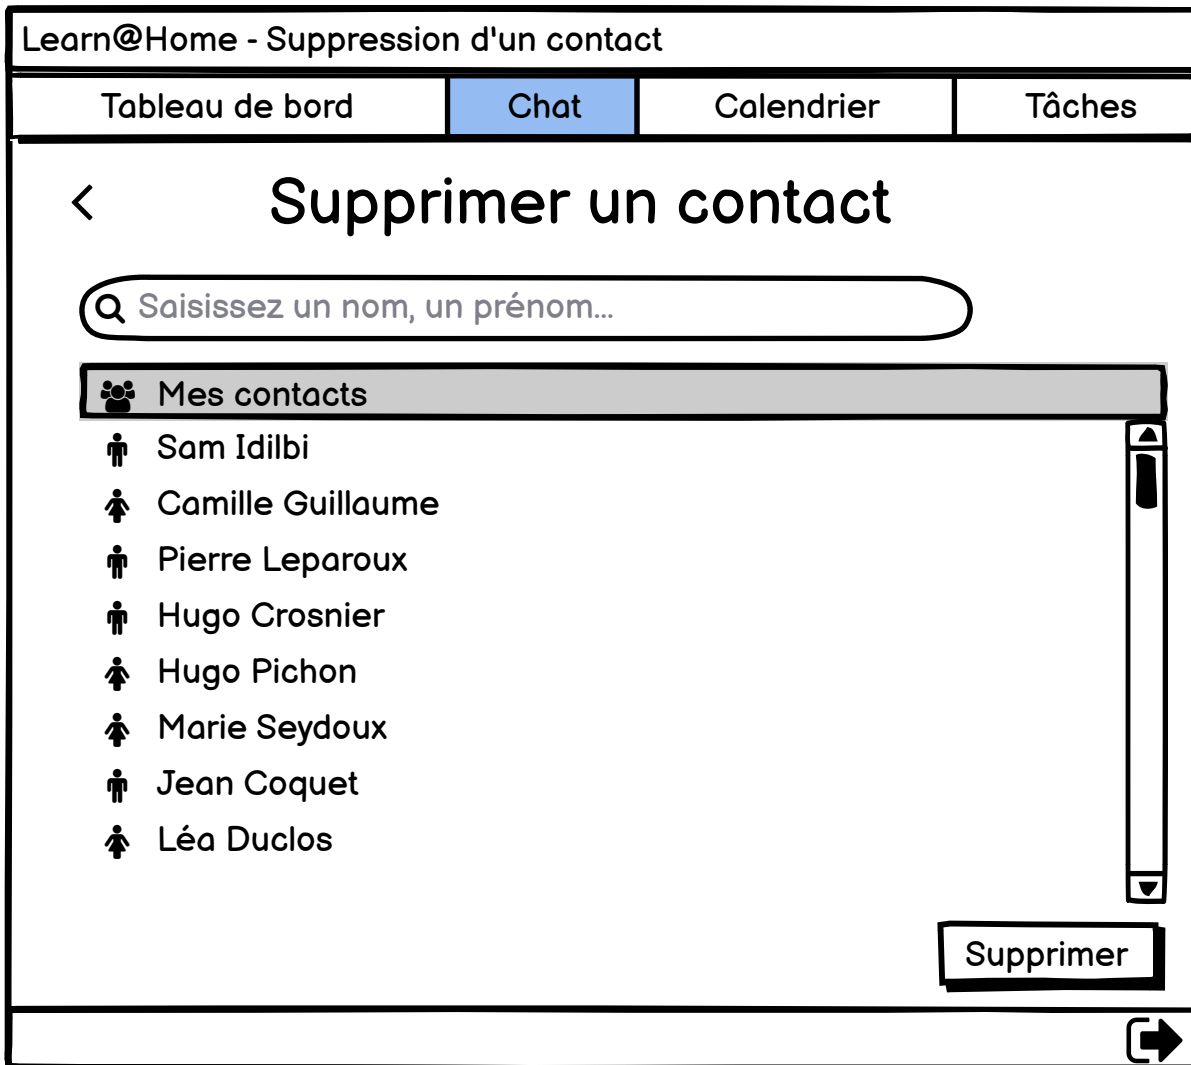 Learn@Home - Suppression d'un contact
Tableau de bord Chat Calendrier Tâches
Supprimer un contact
Saisissez un nom, un prénom...
Mes contacts
Sam Idilbi
Camille Guillaume
Pierre Leparoux
Hugo Crosnier
Hugo Pichon
Marie Seydoux
Jean Coquet
Léa Duclos
Supprimer